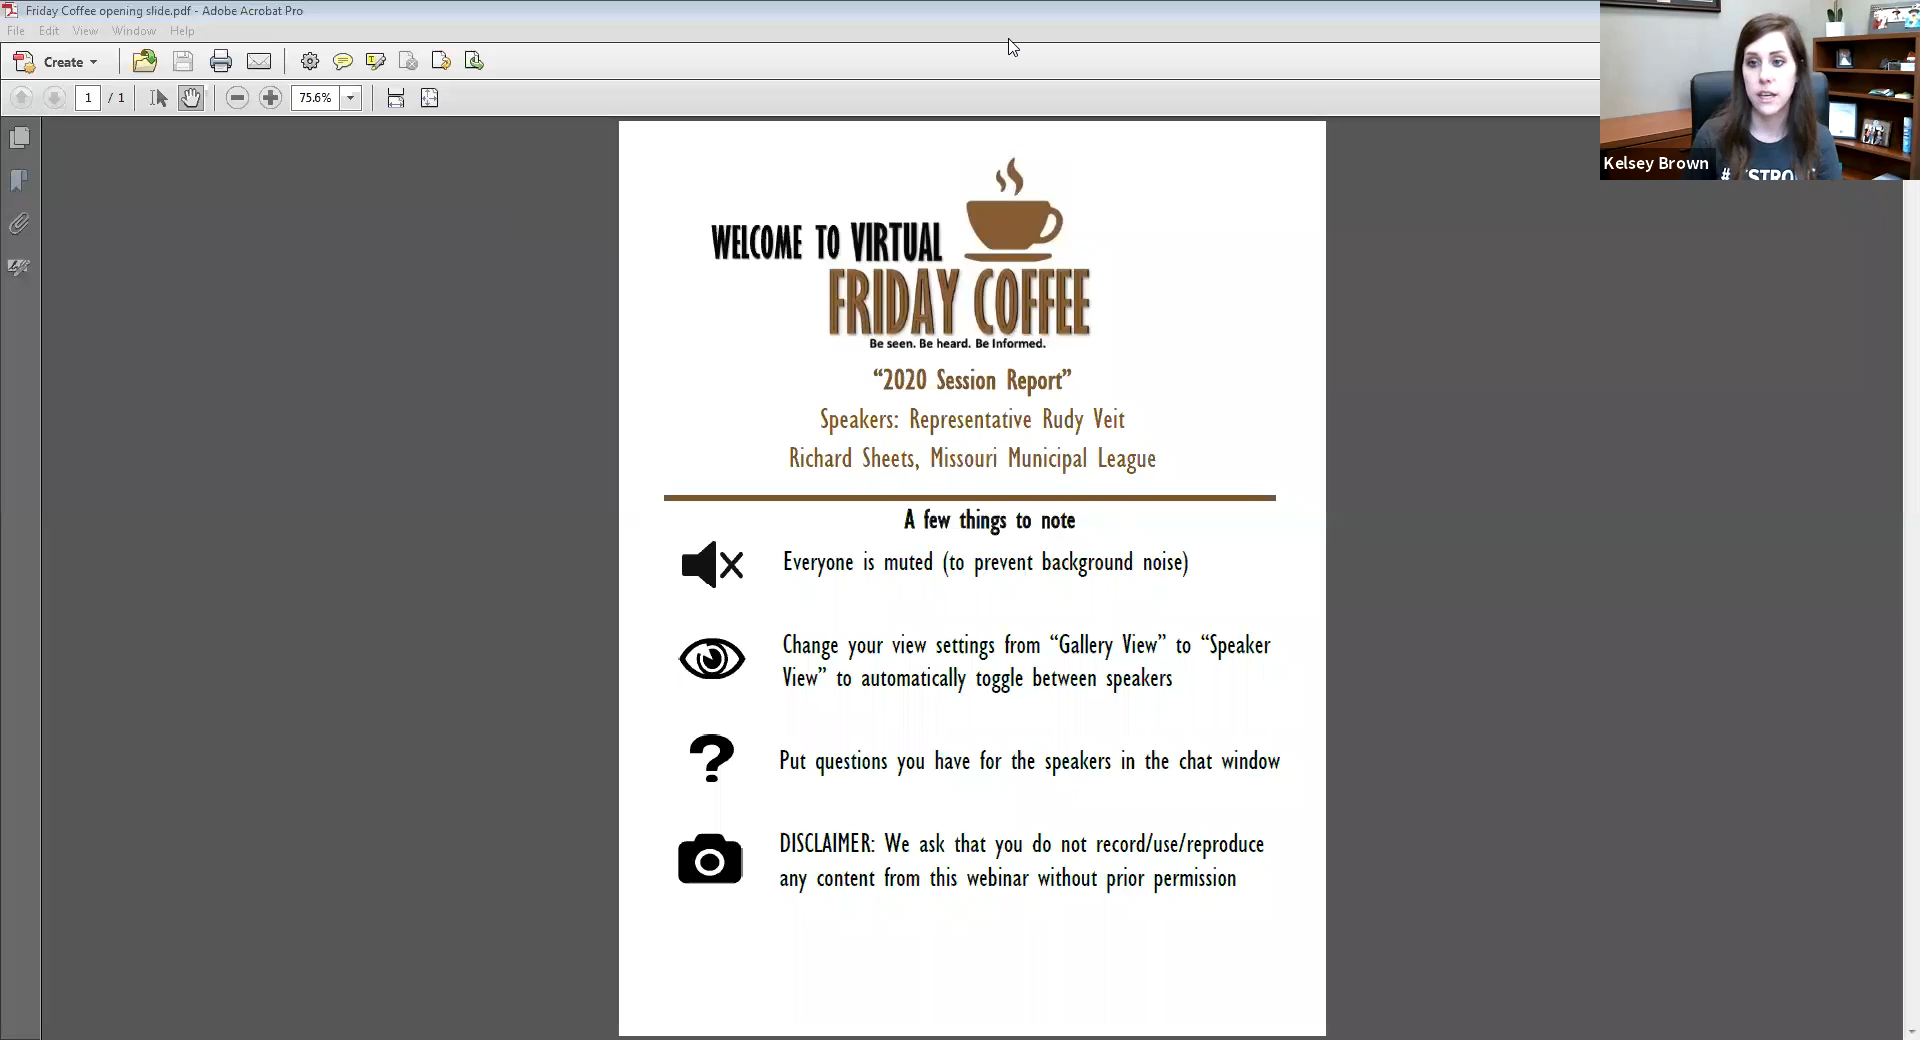 Friday Coffee opening slide.pdf - Adobe Acrobat Pro
File Edit View Window Help
Create
1 / 1
75.6%
Kelsey Brown
#
STRO
WELCOME TO VIRTUAL
FRIDAY COFFEE
Be seen. Be heard. Be Informed.
“2020 Session Report”
Speakers: Representative Rudy Veit
Richard Sheets, Missouri Municipal League
A few things to note
Everyone is muted (to prevent background noise)
Change your view settings from “Gallery View” to “Speaker
View” to automatically toggle between speakers
Put questions you have for the speakers in the chat window
DISCLAIMER: We ask that you do not record/use/reproduce
any content from this webinar without prior permission